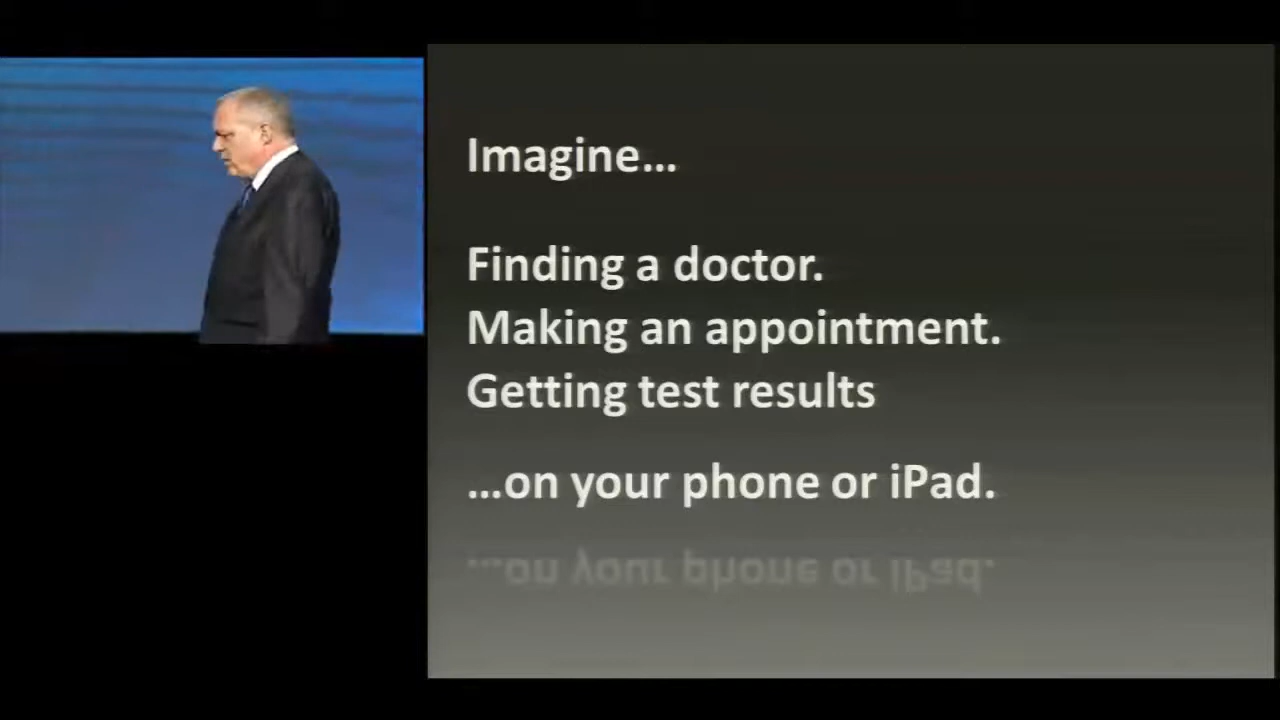 Imagine...
Finding a doctor.
Making an appointment.
Getting test results
...on your phone or iPad.